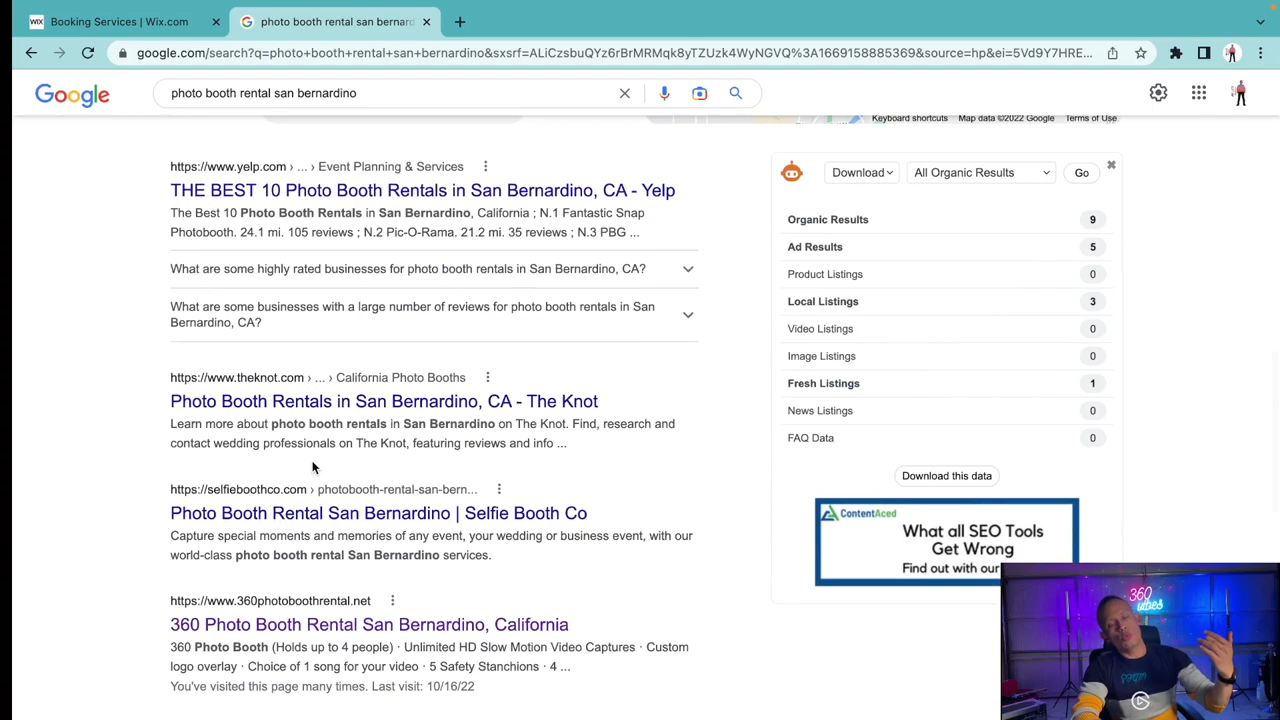 WIX Booking Services | Wix.com
photo booth rental san bernard
google.com/search?q=photo+booth+rental+san+bernardino&sxsrf=ALiCzsbuQYz6rBrMRMqk8yTZUzk4WyNGVQ%3A1669158885369&source=hp&ei=5Vd9Y7HRE...
Google
photo booth rental san bernardino
Keyboard shortcuts
Map data ©2022 Google
Terms of Use
https://www.yelp.com › ... › Event Planning & Services
THE BEST 10 Photo Booth Rentals in San Bernardino, CA - Yelp
The Best 10 Photo Booth Rentals in San Bernardino, California ; N.1 Fantastic Snap
Photobooth. 24.1 mi. 105 reviews ; N.2 Pic-O-Rama. 21.2 mi. 35 reviews ; N.3 PBG ...
What are some highly rated businesses for photo booth rentals in San Bernardino, CA?
What are some businesses with a large number of reviews for photo booth rentals in San
Bernardino, CA?
https://www.theknot.com › ... › California Photo Booths
Photo Booth Rentals in San Bernardino, CA - The Knot
Learn more about photo booth rentals in San Bernardino on The Knot. Find, research and
contact wedding professionals on The Knot, featuring reviews and info ...
https://selfieboothco.com › photobooth-rental-san-bern...
Photo Booth Rental San Bernardino | Selfie Booth Co
Capture special moments and memories of any event, your wedding or business event, with our
world-class photo booth rental San Bernardino services.
https://www.360photoboothrental.net
360 Photo Booth Rental San Bernardino, California
360 Photo Booth (Holds up to 4 people) · Unlimited HD Slow Motion Video Captures · Custom
logo overlay · Choice of 1 song for your video · 5 Safety Stanchions · 4 ...
You've visited this page many times. Last visit: 10/16/22
Download
All Organic Results
Go
Organic Results 9
Ad Results 5
Product Listings 0
Local Listings 3
Video Listings 0
Image Listings 0
Fresh Listings 1
News Listings 0
FAQ Data 0
Download this data
ContentAced
What all SEO Tools
Get Wrong
Find out with our
360
vibes